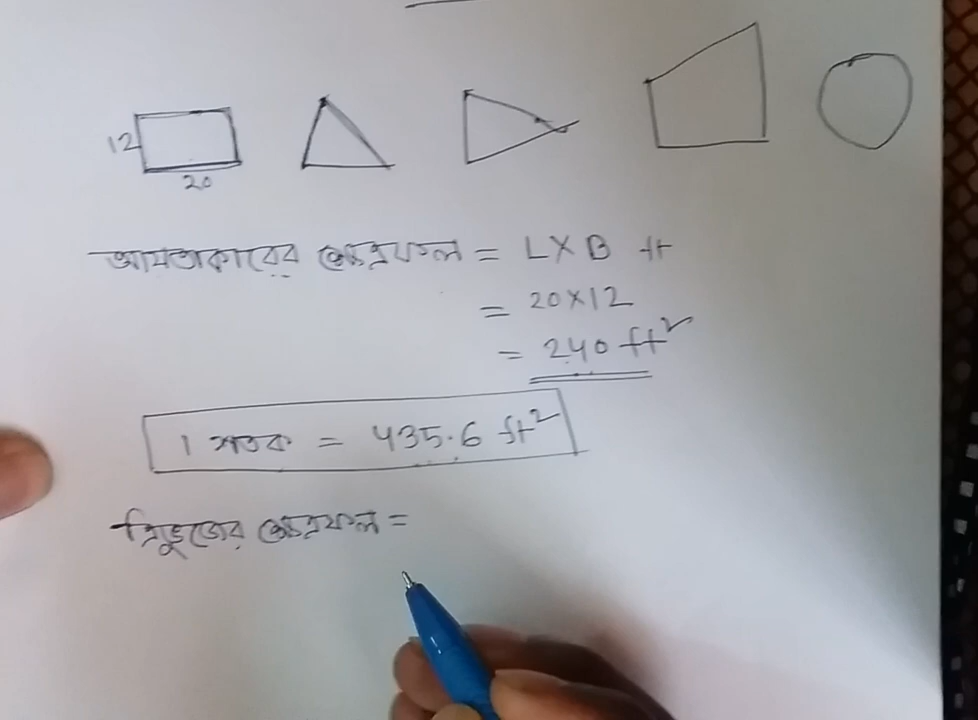 12
20
আয়তাকারের ক্ষেত্রফল = L X B ft
= 20 X 12
= 240 ft²
1 শতক = 435.6 ft²
ত্রিভুজের ক্ষেত্রফল =